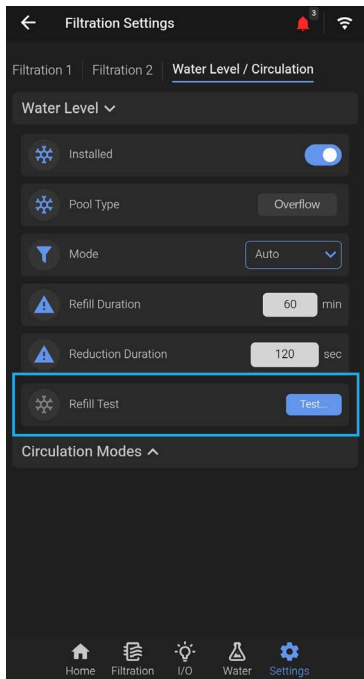 Filtration Settings
3
Filtration 1 Filtration 2 Water Level / Circulation
Water Level
Installed
Pool Type Overflow
Mode Auto
Refill Duration 60 min
Reduction Duration 120 sec
Refill Test Test...
Circulation Modes
Home Filtration I/O Water Settings